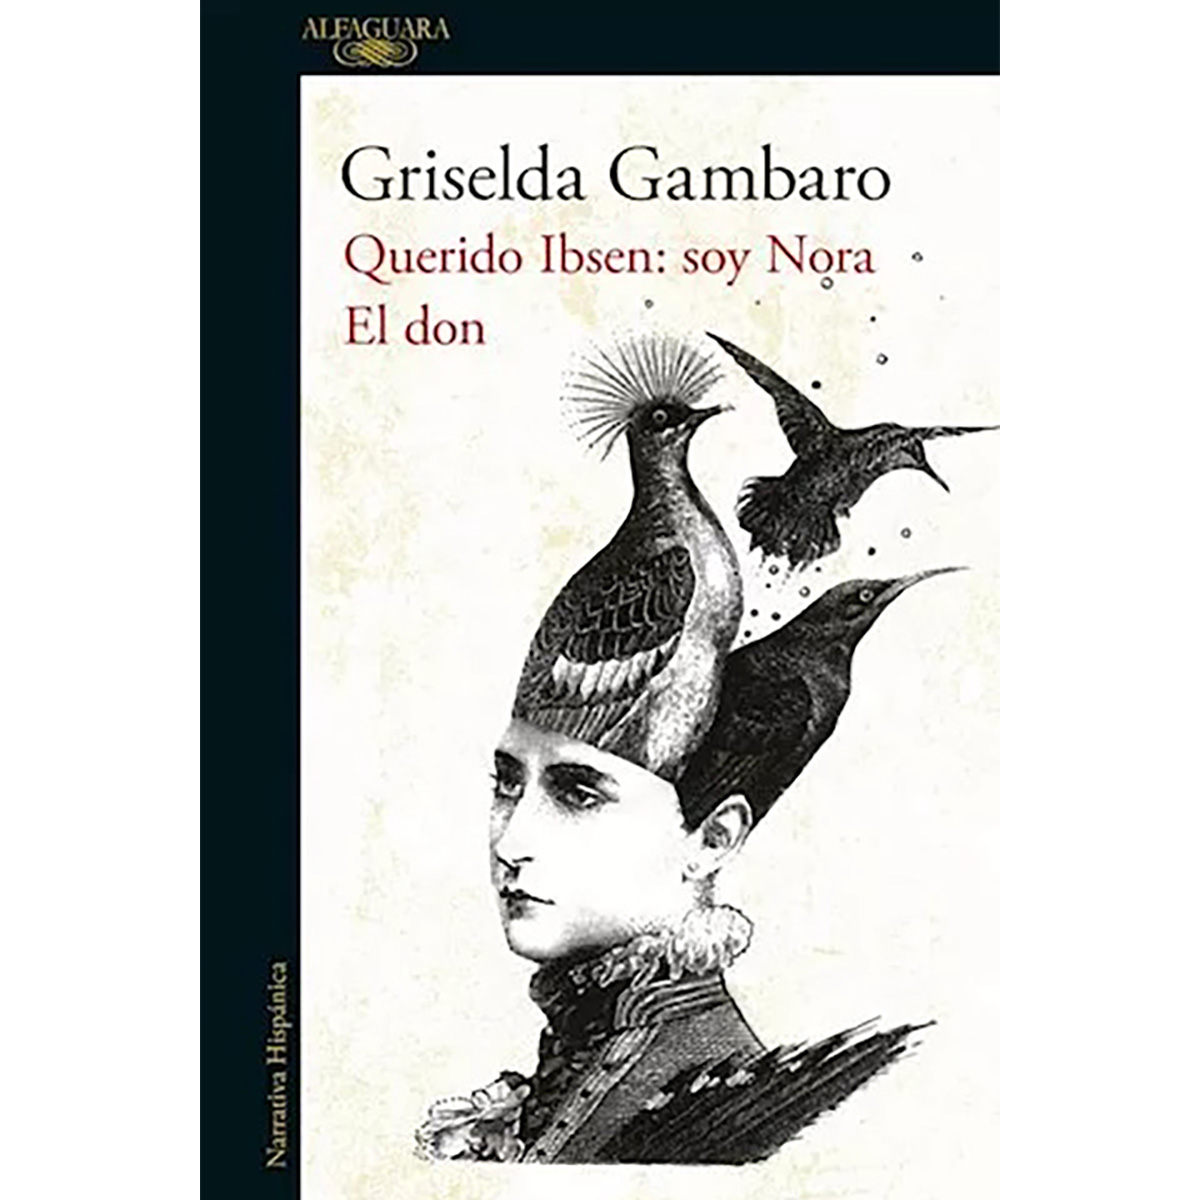 ALFAGUARA
Griselda Gambaro
Querido Ibsen: soy Nora
El don
Narrativa Hispánica